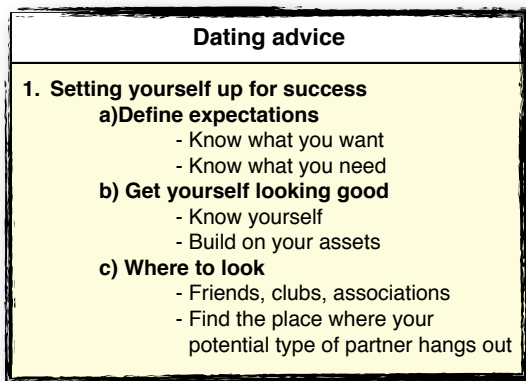 Dating advice
1. Setting yourself up for success
a)Define expectations
- Know what you want
- Know what you need
b) Get yourself looking good
- Know yourself
- Build on your assets
c) Where to look
- Friends, clubs, associations
- Find the place where your
potential type of partner hangs out